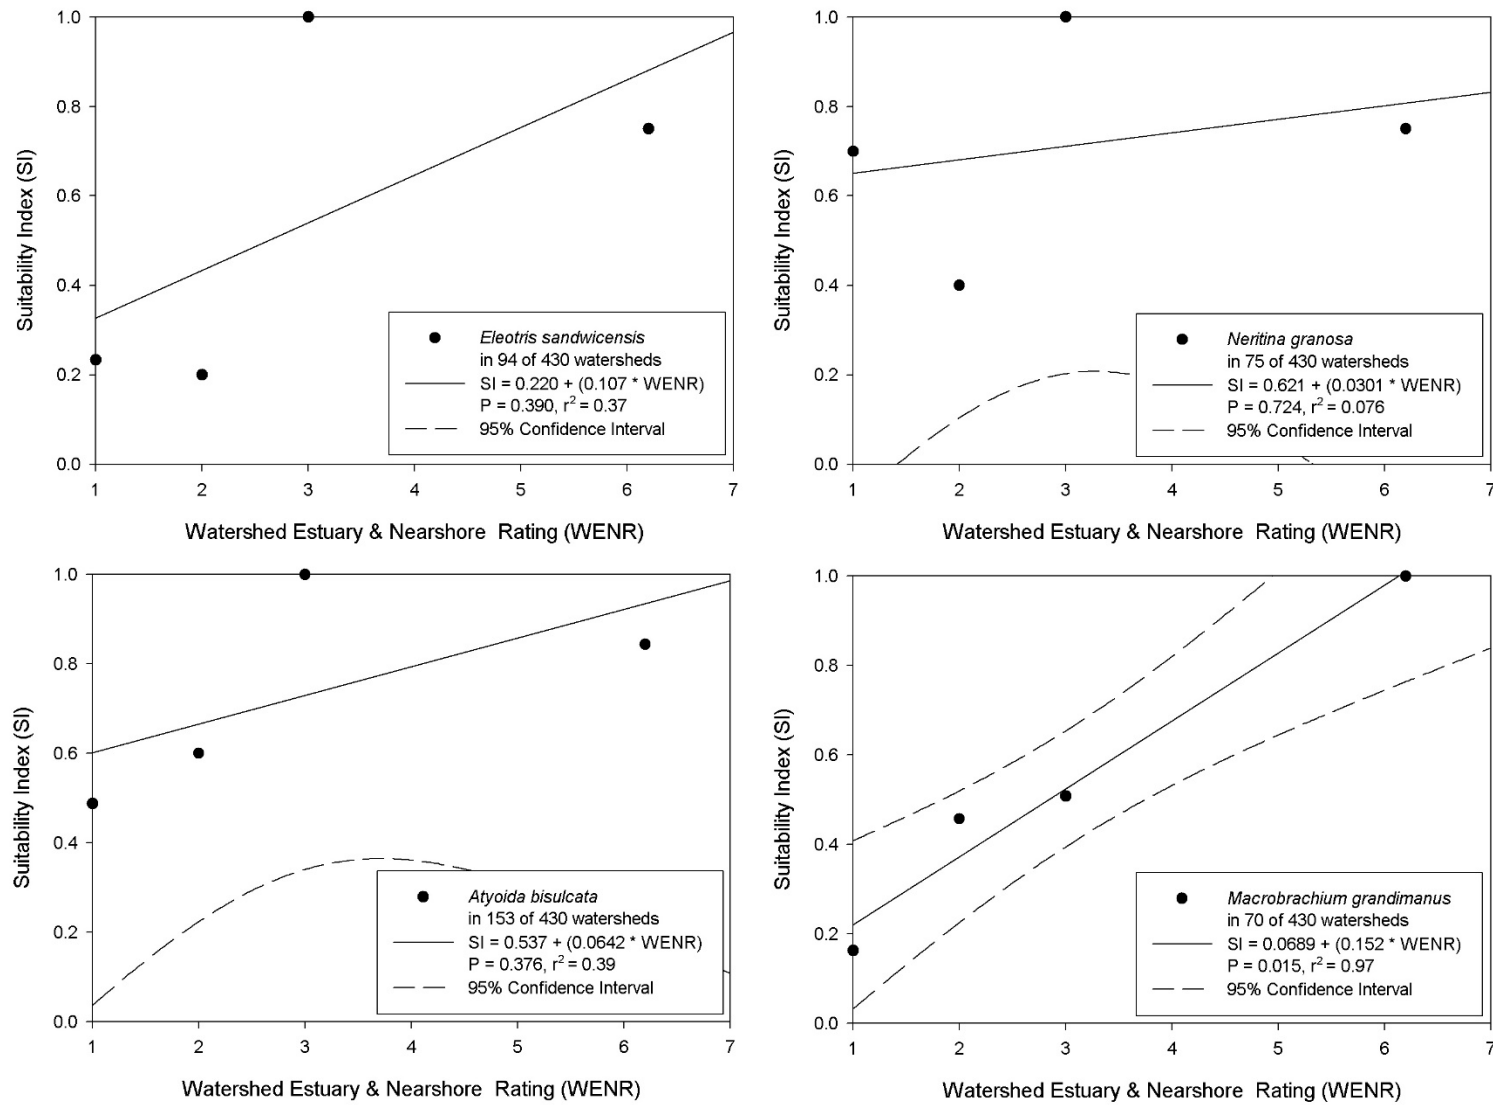 1.0
0.8
0.6
0.4
0.2
0.0
Suitability Index (SI)
Eleotris sandwicensis
in 94 of 430 watersheds
SI = 0.220 + (0.107 * WENR)
P = 0.390, r² = 0.37
95% Confidence Interval
1 2 3 4 5 6 7
Watershed Estuary & Nearshore Rating (WENR)
1.0
0.8
0.6
0.4
0.2
0.0
Suitability Index (SI)
Neritina granosa
in 75 of 430 watersheds
SI = 0.621 + (0.0301 * WENR)
P = 0.724, r² = 0.076
95% Confidence Interval
1 2 3 4 5 6 7
Watershed Estuary & Nearshore Rating (WENR)
1.0
0.8
0.6
0.4
0.2
0.0
Suitability Index (SI)
Atyoida bisulcata
in 153 of 430 watersheds
SI = 0.537 + (0.0642 * WENR)
P = 0.376, r² = 0.39
95% Confidence Interval
1 2 3 4 5 6 7
Watershed Estuary & Nearshore Rating (WENR)
1.0
0.8
0.6
0.4
0.2
0.0
Suitability Index (SI)
Macrobrachium grandimanus
in 70 of 430 watersheds
SI = 0.0689 + (0.152 * WENR)
P = 0.015, r² = 0.97
95% Confidence Interval
1 2 3 4 5 6 7
Watershed Estuary & Nearshore Rating (WENR)